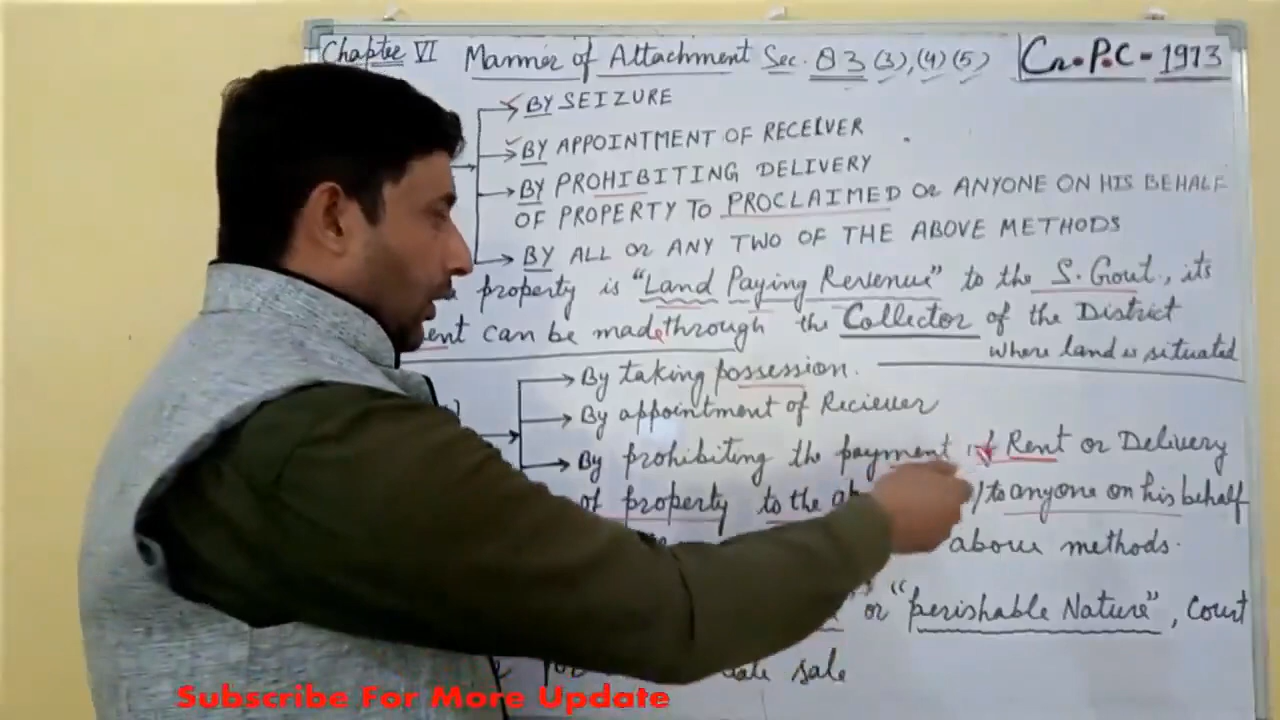 Chapter VI Manner of Attachment Sec. 83 (3), (4) (5) Cr.P.C - 1973
BY SEIZURE
BY APPOINTMENT OF RECEIVER
BY PROHIBITING DELIVERY
OF PROPERTY TO PROCLAIMED OR ANYONE ON HIS BEHALF
BY ALL OR ANY TWO OF THE ABOVE METHODS
property is "Land Paying Revenue" to the S. Govt., its
ent can be made through the Collector of the District
where land is situated
By taking possession.
By appointment of Reciever
By prohibiting the payment of Rent or Delivery
of property to the to anyone on his behalf
above methods.
or "perishable Nature", Court
sale
Subscribe For More Update